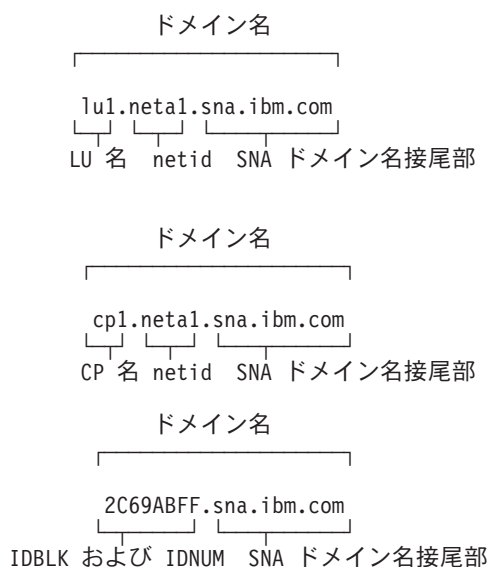 ドメイン名
lu1.neta1.sna.ibm.com
LU 名 netid SNA ドメイン名接尾部
ドメイン名
cp1.neta1.sna.ibm.com
CP 名 netid SNA ドメイン名接尾部
ドメイン名
2C69ABFF.sna.ibm.com
IDBLK および IDNUM SNA ドメイン名接尾部